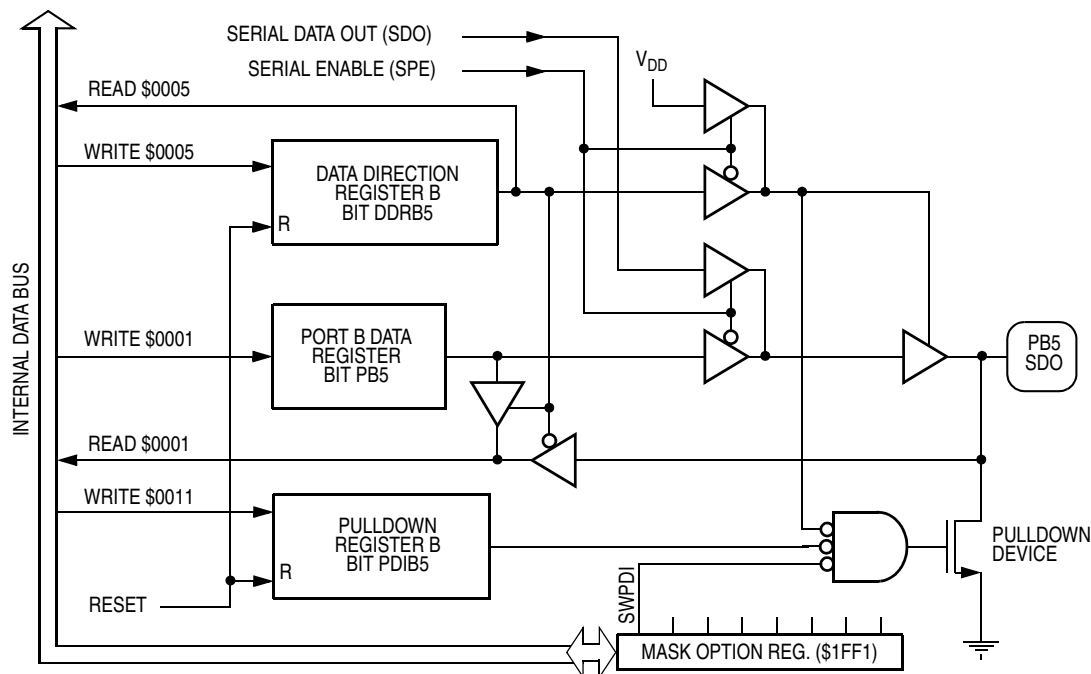 SERIAL DATA OUT (SDO)
SERIAL ENABLE (SPE)
VDD
READ $0005
WRITE $0005
DATA DIRECTION
REGISTER B
BIT DDRB5
R
INTERNAL DATA BUS
WRITE $0001
PORT B DATA
REGISTER
BIT PB5
PB5
SDO
READ $0001
WRITE $0011
PULLDOWN
REGISTER B
BIT PDIB5
R
PULLDOWN
DEVICE
RESET
SWPDI
MASK OPTION REG. ($1FF1)